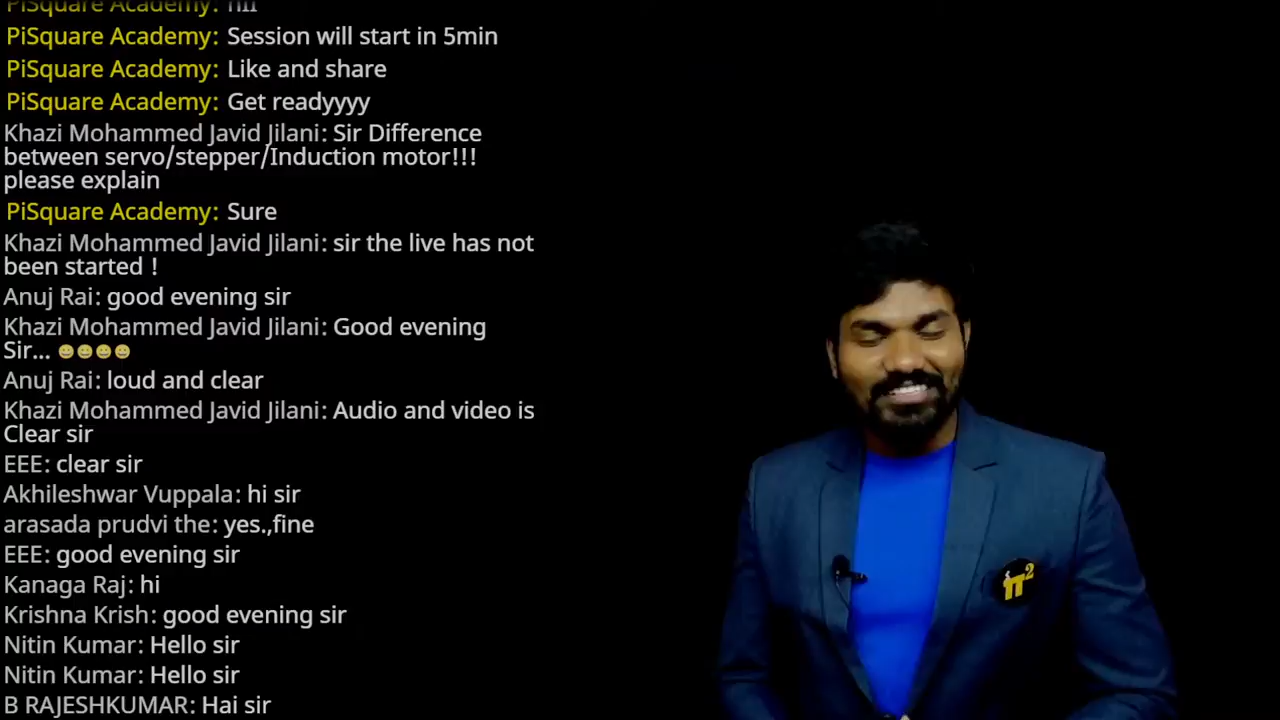 PiSquare Academy: hii
PiSquare Academy: Session will start in 5min
PiSquare Academy: Like and share
PiSquare Academy: Get readyyyy
Khazi Mohammed Javid Jilani: Sir Difference
between servo/stepper/Induction motor!!!
please explain
PiSquare Academy: Sure
Khazi Mohammed Javid Jilani: sir the live has not
been started !
Anuj Rai: good evening sir
Khazi Mohammed Javid Jilani: Good evening
Sir... 😀😀😀😀
Anuj Rai: loud and clear
Khazi Mohammed Javid Jilani: Audio and video is
Clear sir
EEE: clear sir
Akhileshwar Vuppala: hi sir
arasada prudvi the: yes.,fine
EEE: good evening sir
Kanaga Raj: hi
Krishna Krish: good evening sir
Nitin Kumar: Hello sir
Nitin Kumar: Hello sir
B RAJESHKUMAR: Hai sir
π²